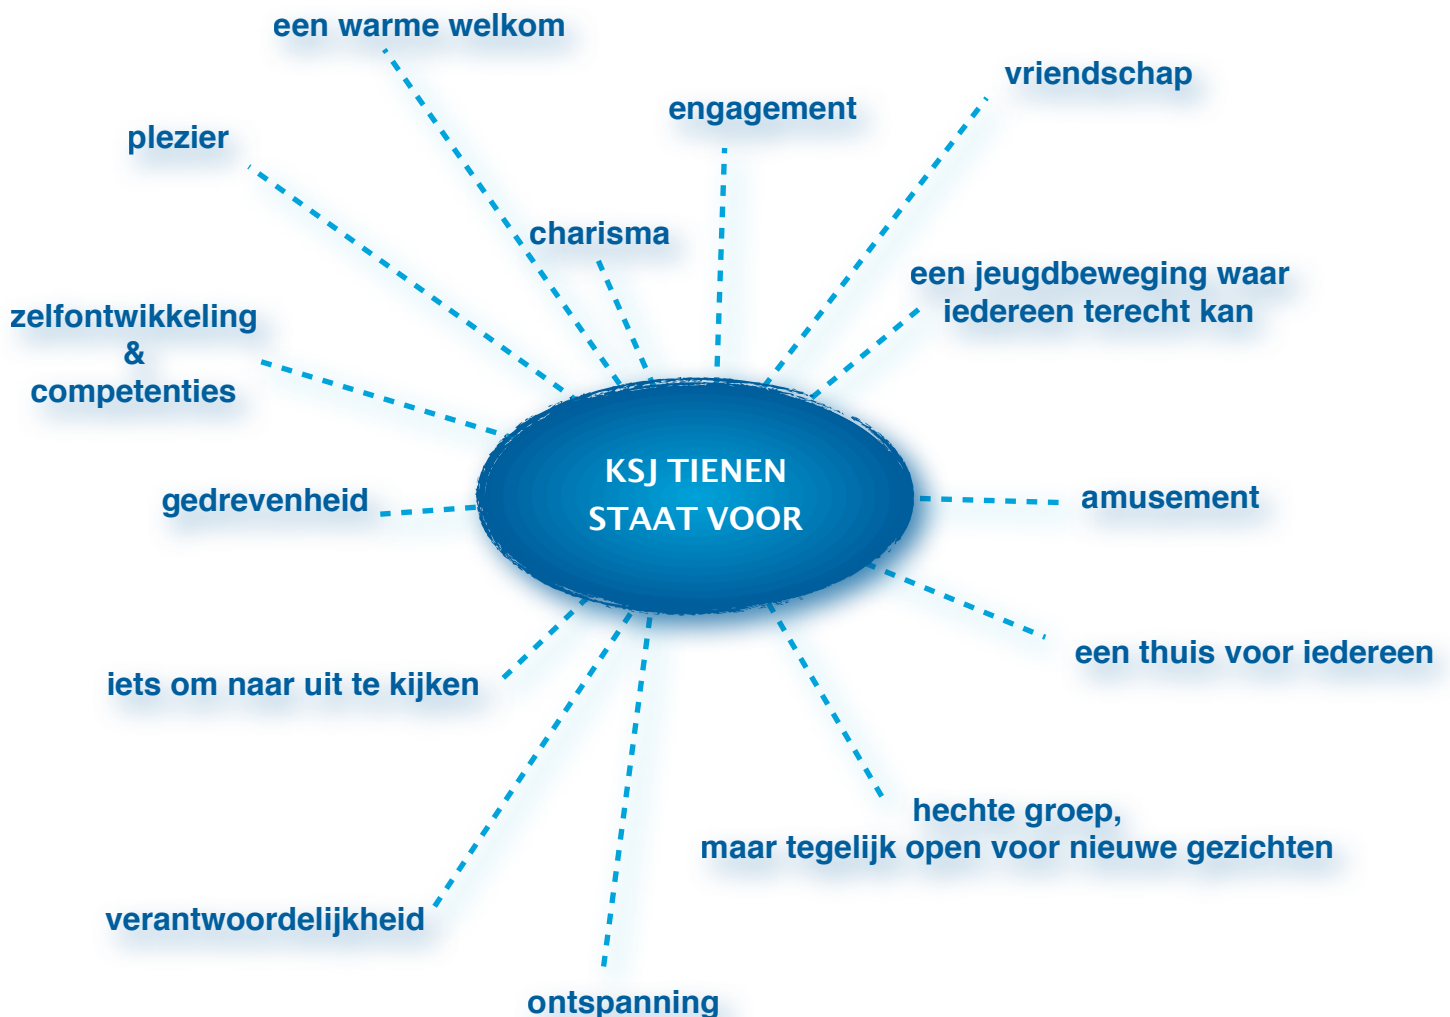 een warme welkom
vriendschap
engagement
plezier
charisma
een jeugdbeweging waar
iedereen terecht kan
zelfontwikkeling
&
competenties
KSJ TIENEN
STAAT VOOR
gedrevenheid
amusement
een thuis voor iedereen
iets om naar uit te kijken
hechte groep,
maar tegelijk open voor nieuwe gezichten
verantwoordelijkheid
ontspanning